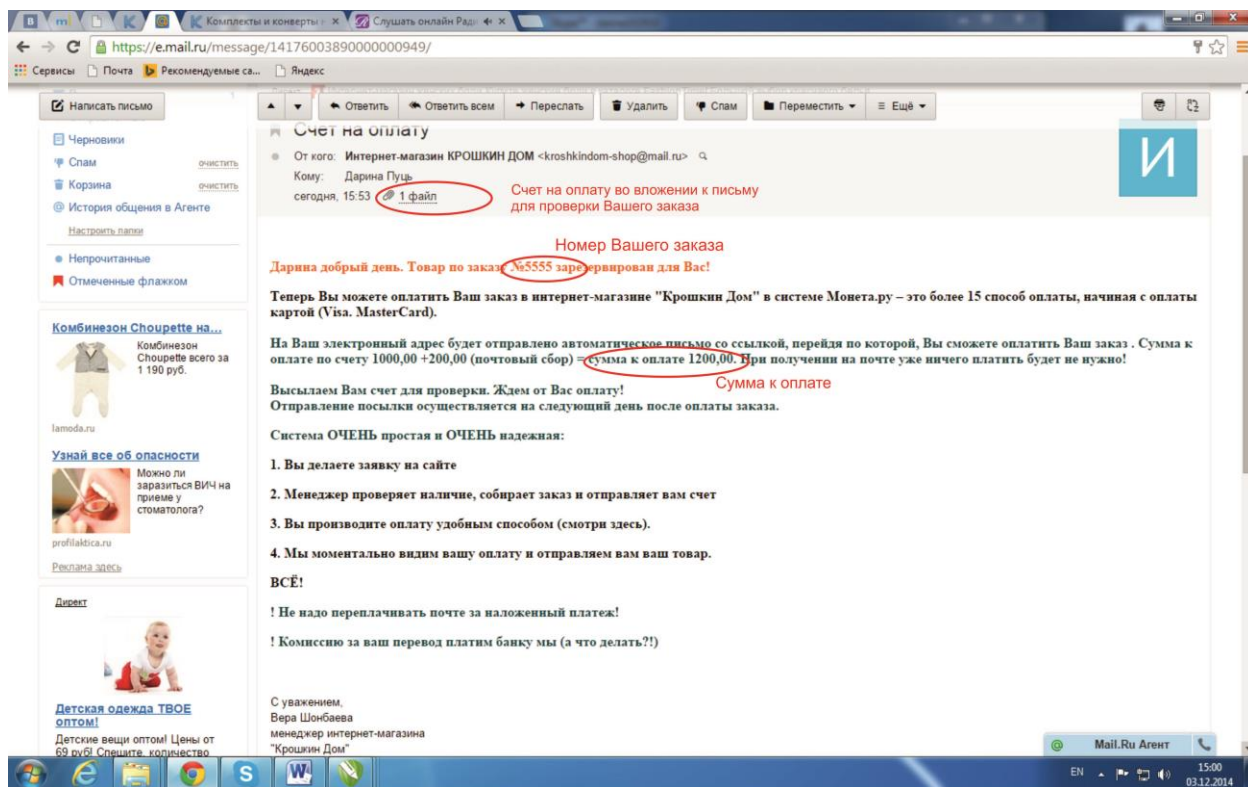 Комплекты и конверты
Слушать онлайн Ради
https://e.mail.ru/message/14176003890000000949/
Сервисы Почта Рекомендуемые са... Яндекс
Написать письмо
Ответить Ответить всем Переслать Удалить Спам Переместить Ещё
Черновики
Спам очистить
Корзина очистить
История общения в Агенте
Настроить папки
Непрочитанные
Отмеченные флажком
Комбинезон Choupette на...
Комбинезон
Choupette всего за
1 190 руб.
lamoda.ru
Узнай все об опасности
Можно ли
заразиться ВИЧ на
приеме у
стоматолога?
profilaktica.ru
Реклама здесь
Директ
Детская одежда ТВОЕ
оптом!
Детские вещи оптом! Цены от
69 руб! Спешите, количество
Счет на оплату
От кого: Интернет-магазин КРОШКИН ДОМ <kroshkindom-shop@mail.ru>
Кому: Дарина Пуць
сегодня, 15:53 1 файл
Счет на оплату во вложении к письму
для проверки Вашего заказа
И
Номер Вашего заказа
Дарина добрый день. Товар по заказу №5555 зарезервирован для Вас!
Теперь Вы можете оплатить Ваш заказ в интернет-магазине "Крошкин Дом" в системе Монета.ру – это более 15 способ оплаты, начиная с оплаты
картой (Visa. MasterCard).
На Ваш электронный адрес будет отправлено автоматическое письмо со ссылкой, перейдя по которой, Вы сможете оплатить Ваш заказ . Сумма к
оплате по счету 1000,00 +200,00 (почтовый сбор) = сумма к оплате 1200,00. При получении на почте уже ничего платить будет не нужно!
Сумма к оплате
Высылаем Вам счет для проверки. Ждем от Вас оплату!
Отправление посылки осуществляется на следующий день после оплаты заказа.
Система ОЧЕНЬ простая и ОЧЕНЬ надежная:
1. Вы делаете заявку на сайте
2. Менеджер проверяет наличие, собирает заказ и отправляет вам счет
3. Вы производите оплату удобным способом (смотри здесь).
4. Мы моментально видим вашу оплату и отправляем вам ваш товар.
ВСЁ!
! Не надо переплачивать почте за наложенный платеж!
! Комиссию за ваш перевод платим банку мы (а что делать?!)
С уважением,
Вера Шонбаева
менеджер интернет-магазина
"Крошкин Дом"
Mail.Ru Агент
EN
15:00
03.12.2014